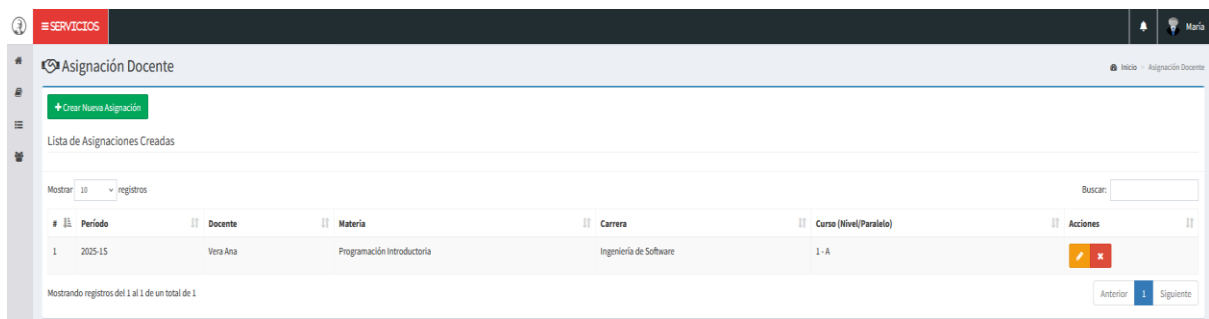 SERVICIOS María
Asignación Docente Inicio > Asignación Docente
Crear Nueva Asignación
Lista de Asignaciones Creadas
Mostrar 10 registros Buscar:
# Período Docente Materia Carrera Curso (Nivel/Paralelo) Acciones
1 2025-1S Vera Ana Programación Introductoria Ingeniería de Software 1 - A
Mostrando registros del 1 al 1 de un total de 1 Anterior 1 Siguiente